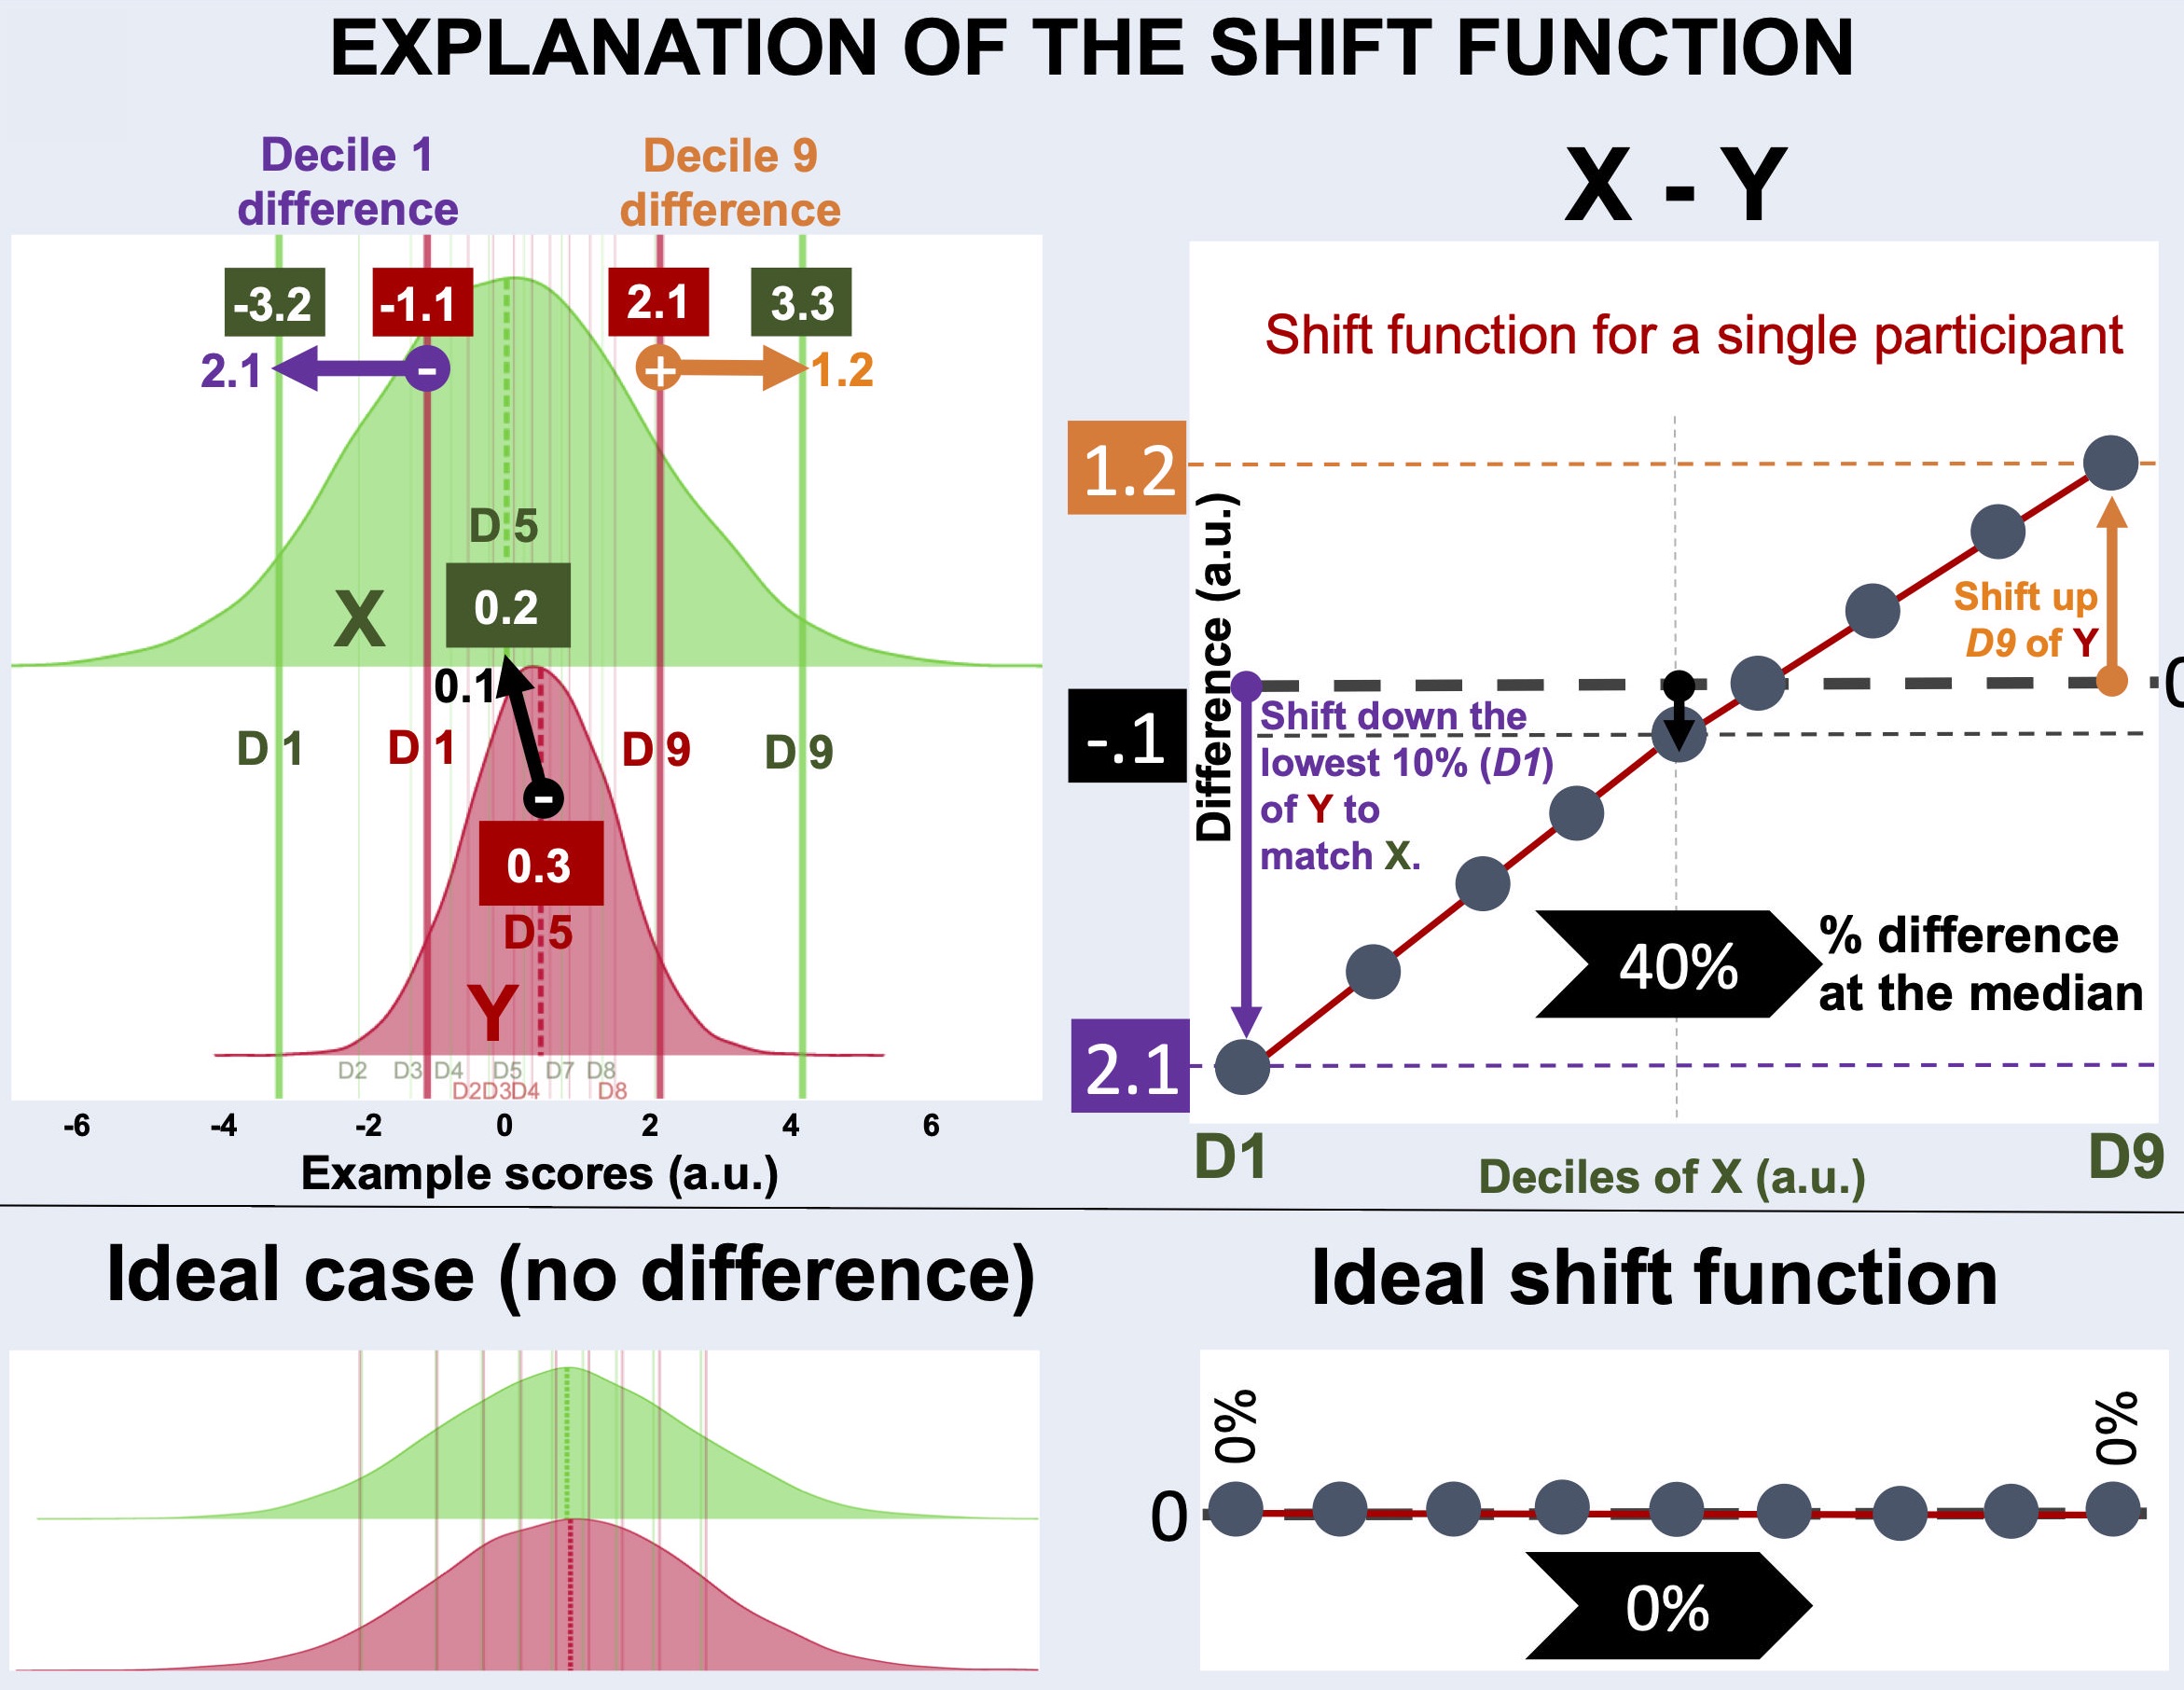 EXPLANATION OF THE SHIFT FUNCTION
Decile 1
difference
Decile 9
difference
-3.2
-1.1
2.1
3.3
2.1
-
+
1.2
D 5
X
0.2
0.1
D 1
D 1
D 9
D 9
-
0.3
D 5
Y
D2 D3 D4 D5 D7 D8
D2 D3 D4 D8
-6 -4 -2 0 2 4 6
Example scores (a.u.)
X - Y
Shift function for a single participant
1.2
Difference (a.u.)
Shift up
D9 of Y
0
-.1
Shift down the
lowest 10% (D1)
of Y to
match X.
40%
% difference
at the median
2.1
D1
Deciles of X (a.u.)
D9
Ideal case (no difference)
Ideal shift function
0%
0%
0
0%